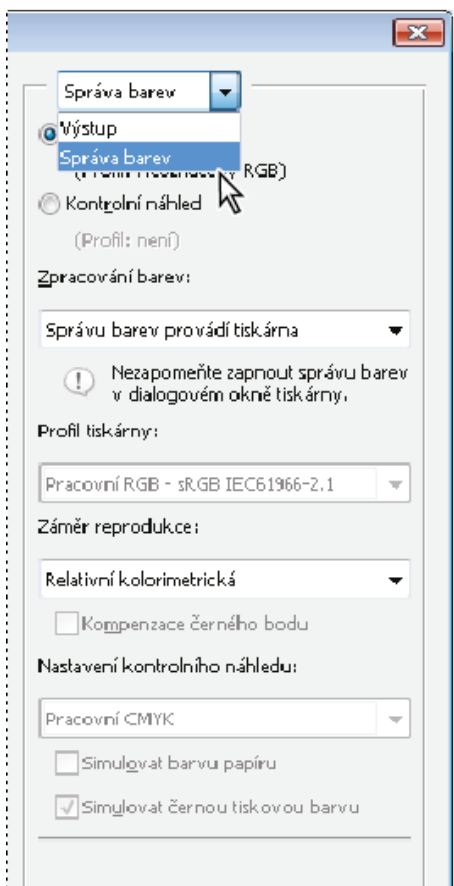 Správa barev
Výstup
Správa barev
RGB)
Kontrolní náhled
(Profil: není)
Zpracování barev:
Správu barev provádí tiskárna
Nezapomeňte zapnout správu barev
v dialogovém okně tiskárny.
Profil tiskárny:
Pracovní RGB - sRGB IEC61966-2.1
Záměr reprodukce:
Relativní kolorimetrická
Kompenzace černého bodu
Nastavení kontrolního náhledu:
Pracovní CMYK
Simulovat barvu papíru
Simulovat černou tiskovou barvu